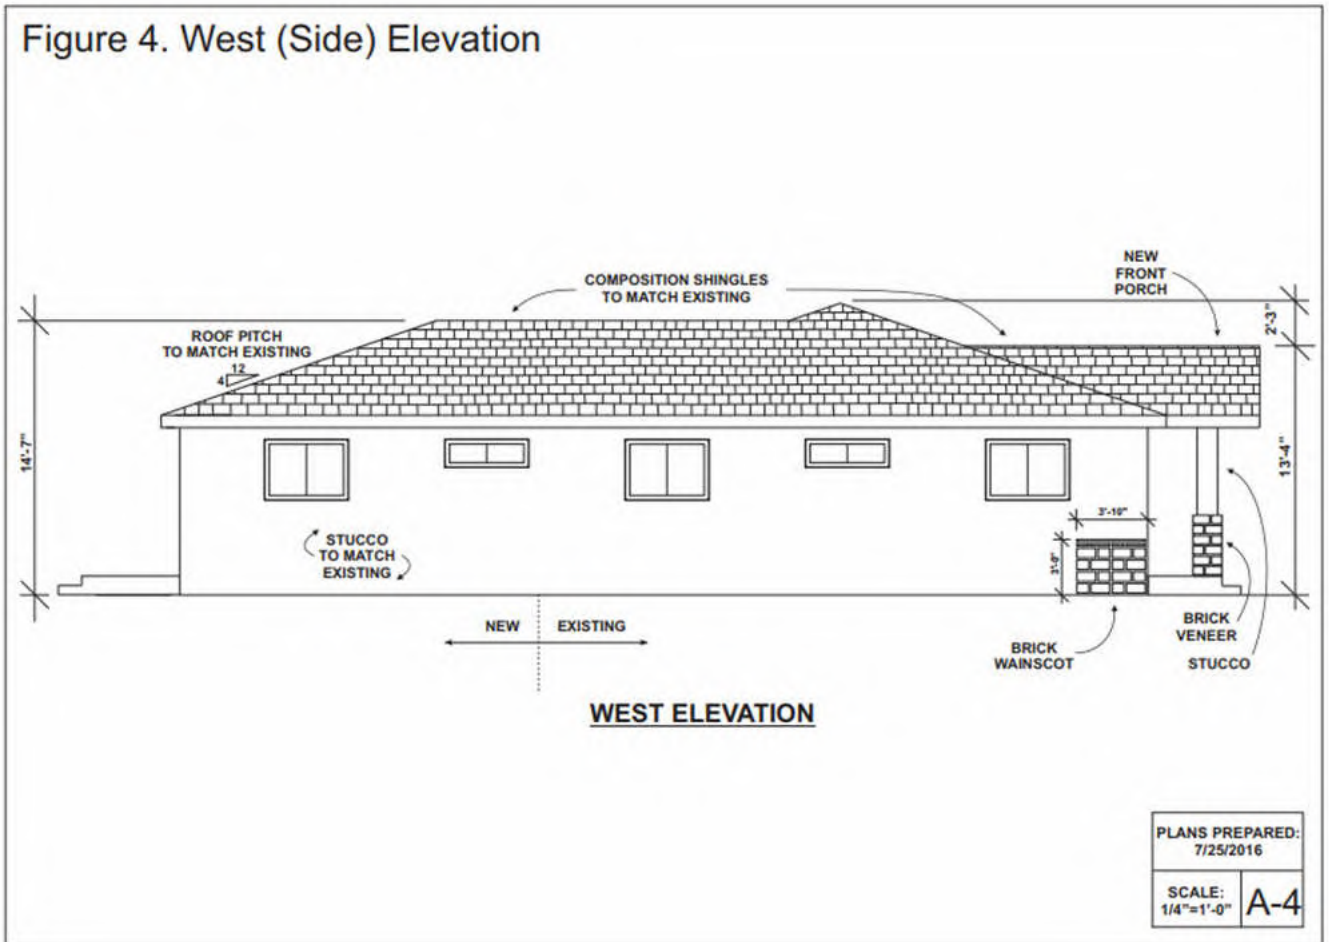 Figure 4. West (Side) Elevation
NEW
FRONT
PORCH
COMPOSITION SHINGLES
TO MATCH EXISTING
2'-3"
ROOF PITCH
TO MATCH EXISTING
12
4
14'-7"
13'-4"
3'-10"
STUCCO
TO MATCH
EXISTING
3'-0"
NEW
EXISTING
BRICK
VENEER
BRICK
WAINSCOT
STUCCO
WEST ELEVATION
PLANS PREPARED:
7/25/2016
SCALE:
1/4"=1'-0"
A-4